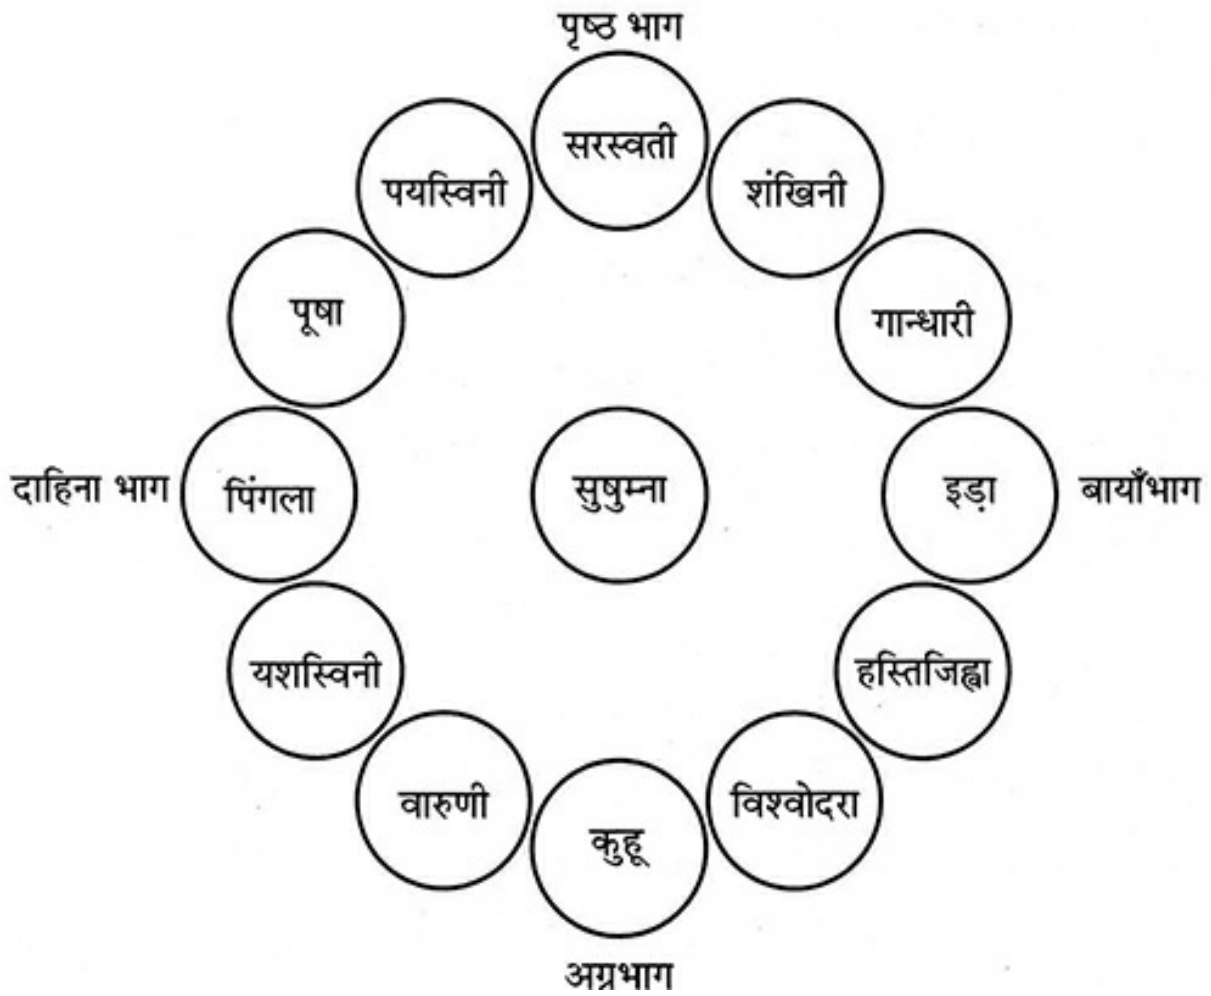 पृष्ठ भाग
सरस्वती
पयस्विनी
शंखिनी
पूषा
गान्धारी
दाहिना भाग
पिंगला
सुषुम्ना
इड़ा
बायाँभाग
यशस्विनी
हस्तिजिह्वा
वारुणी
विश्वोदरा
कुहू
अग्रभाग